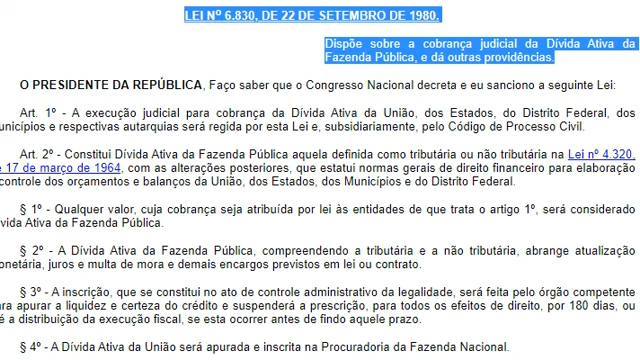 LEI Nº 6.830, DE 22 DE SETEMBRO DE 1980.
Dispõe sobre a cobrança judicial da Dívida Ativa da
Fazenda Pública, e dá outras providências.
O PRESIDENTE DA REPÚBLICA, Faço saber que o Congresso Nacional decreta e eu sanciono a seguinte Lei:
Art. 1º - A execução judicial para cobrança da Dívida Ativa da União, dos Estados, do Distrito Federal, dos
unicípios e respectivas autarquias será regida por esta Lei e, subsidiariamente, pelo Código de Processo Civil.
Art. 2º - Constitui Dívida Ativa da Fazenda Pública aquela definida como tributária ou não tributária na Lei nº 4.320,
e 17 de março de 1964, com as alterações posteriores, que estatui normas gerais de direito financeiro para elaboração
controle dos orçamentos e balanços da União, dos Estados, dos Municípios e do Distrito Federal.
§ 1º - Qualquer valor, cuja cobrança seja atribuída por lei às entidades de que trata o artigo 1º, será considerado
ívida Ativa da Fazenda Pública.
§ 2º - A Dívida Ativa da Fazenda Pública, compreendendo a tributária e a não tributária, abrange atualização
onetária, juros e multa de mora e demais encargos previstos em lei ou contrato.
§ 3º - A inscrição, que se constitui no ato de controle administrativo da legalidade, será feita pelo órgão competente
ara apurar a liquidez e certeza do crédito e suspenderá a prescrição, para todos os efeitos de direito, por 180 dias, ou
é a distribuição da execução fiscal, se esta ocorrer antes de findo aquele prazo.
§ 4º - A Dívida Ativa da União será apurada e inscrita na Procuradoria da Fazenda Nacional.